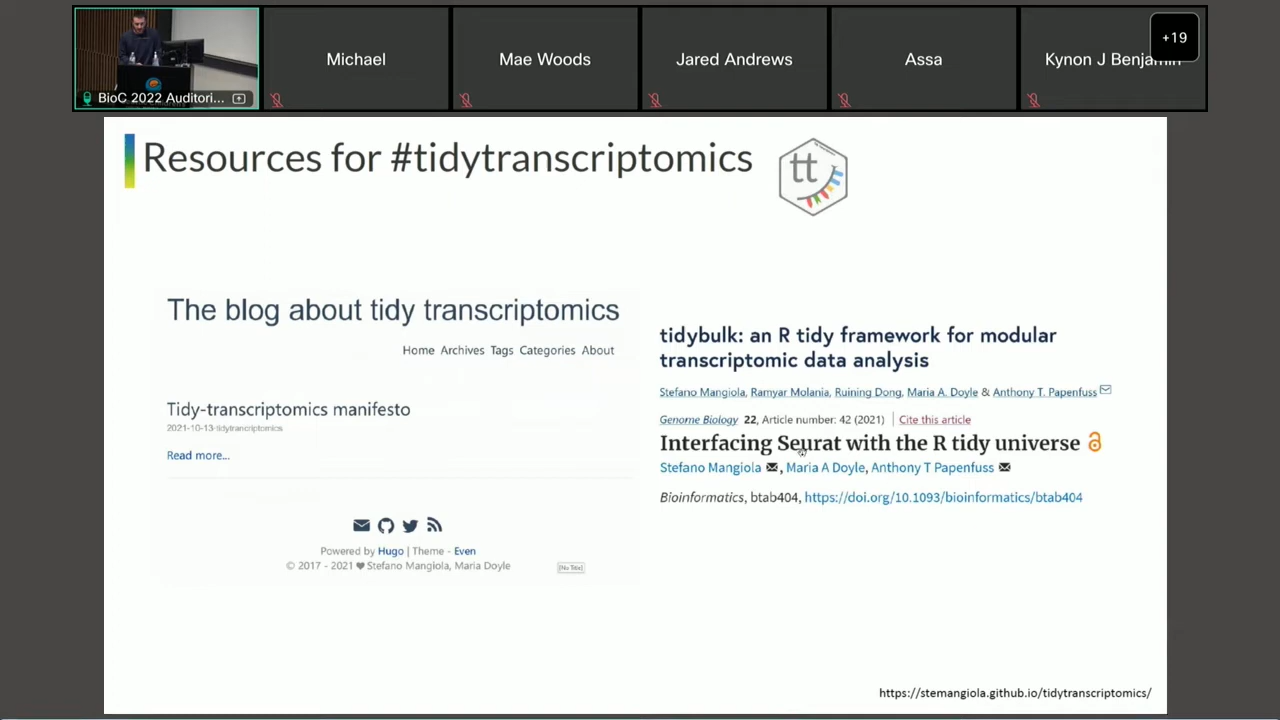 Michael
Mae Woods
Jared Andrews
Assa
Kynon J Benjamin
+19
BioC 2022 Auditori...
Resources for #tidytranscriptomics
tt
The blog about tidy transcriptomics
Home Archives Tags Categories About
Tidy-transcriptomics manifesto
2021-10-13-tidytrancriptomics
Read more...
Powered by Hugo | Theme - Even
© 2017 - 2021 ♥ Stefano Mangiola, Maria Doyle
[No Title]
tidybulk: an R tidy framework for modular
transcriptomic data analysis
Stefano Mangiola, Ramyar Molania, Ruining Dong, Maria A. Doyle & Anthony T. Papenfuss
Genome Biology 22, Article number: 42 (2021) | Cite this article
Interfacing Seurat with the R tidy universe
Stefano Mangiola, Maria A Doyle, Anthony T Papenfuss
Bioinformatics, btab404, https://doi.org/10.1093/bioinformatics/btab404
https://stemangiola.github.io/tidytranscriptomics/